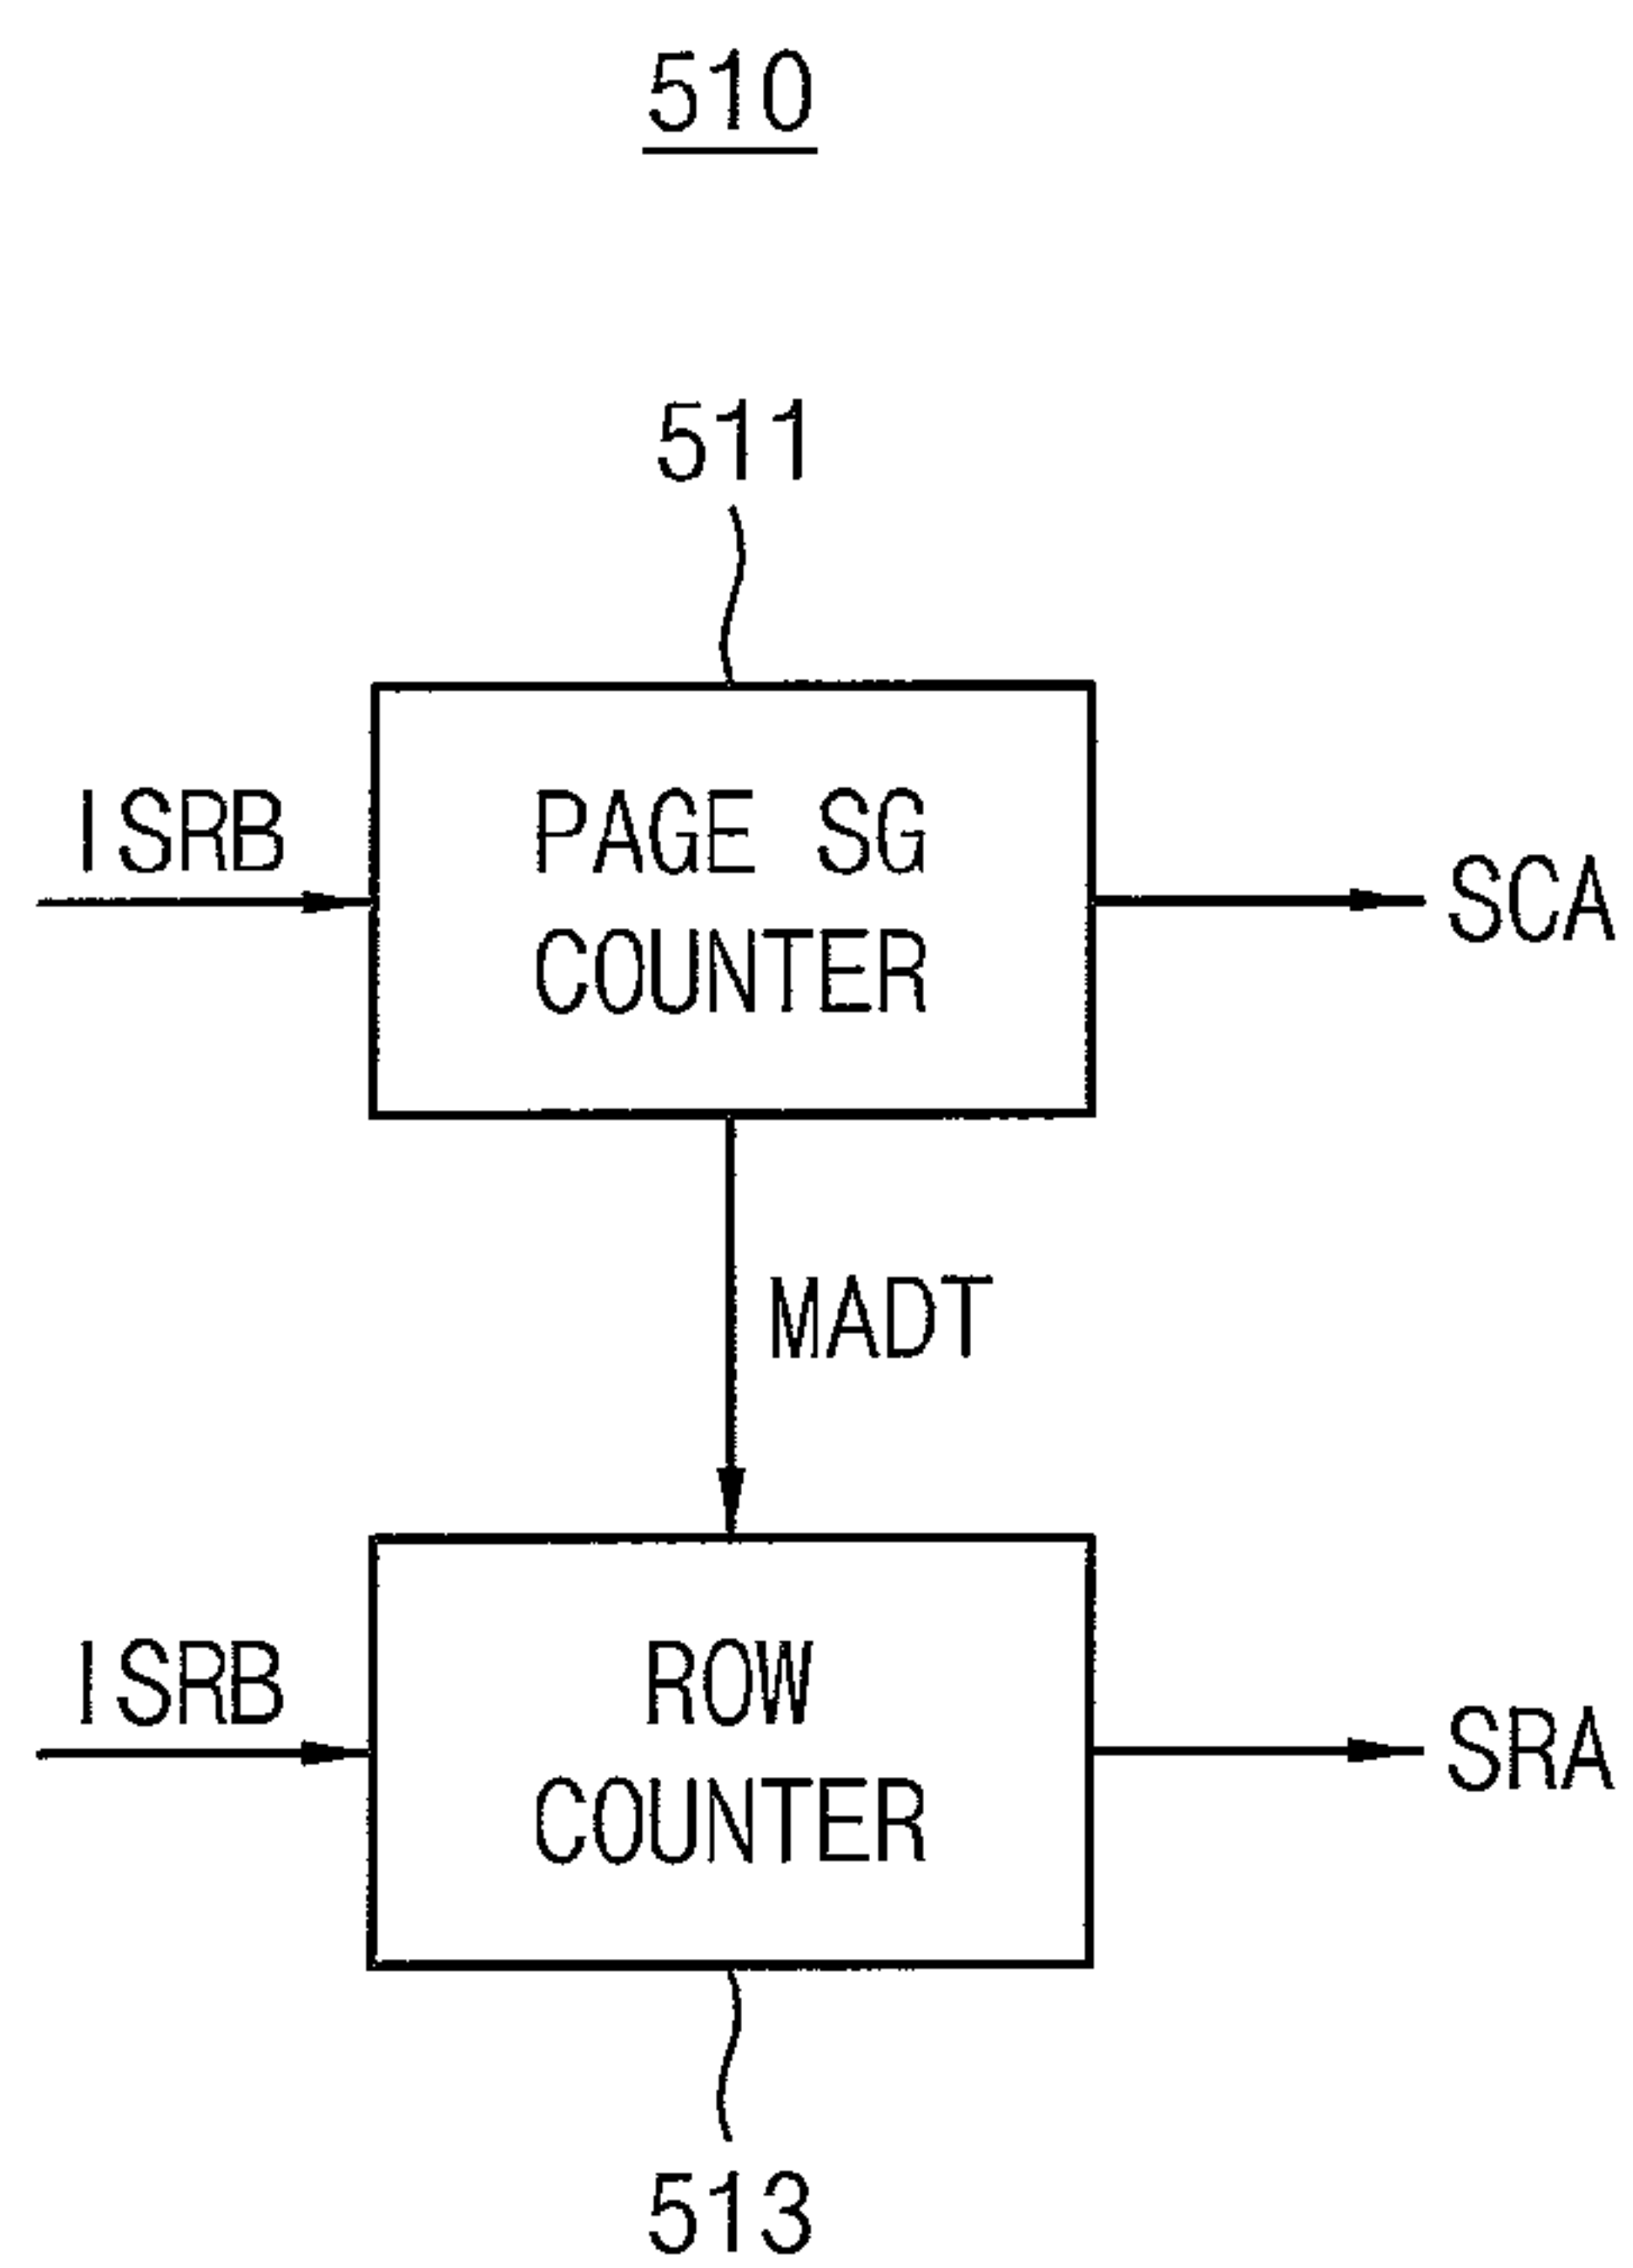 510
511
ISRB
PAGE SG
COUNTER
SCA
MADT
ISRB
ROW
COUNTER
SRA
513